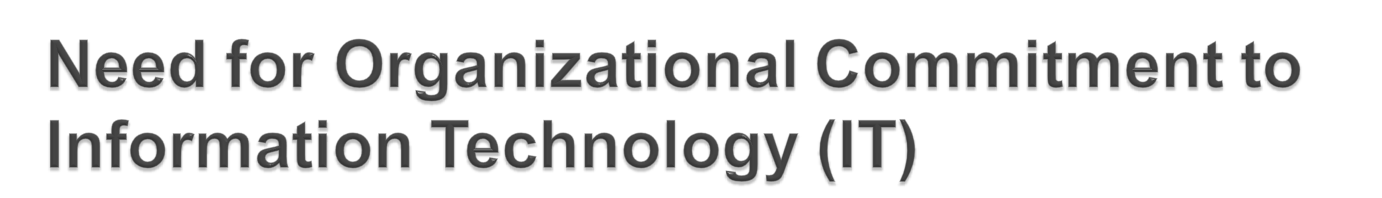 Need for Organizational Commitment to
Information Technology (IT)